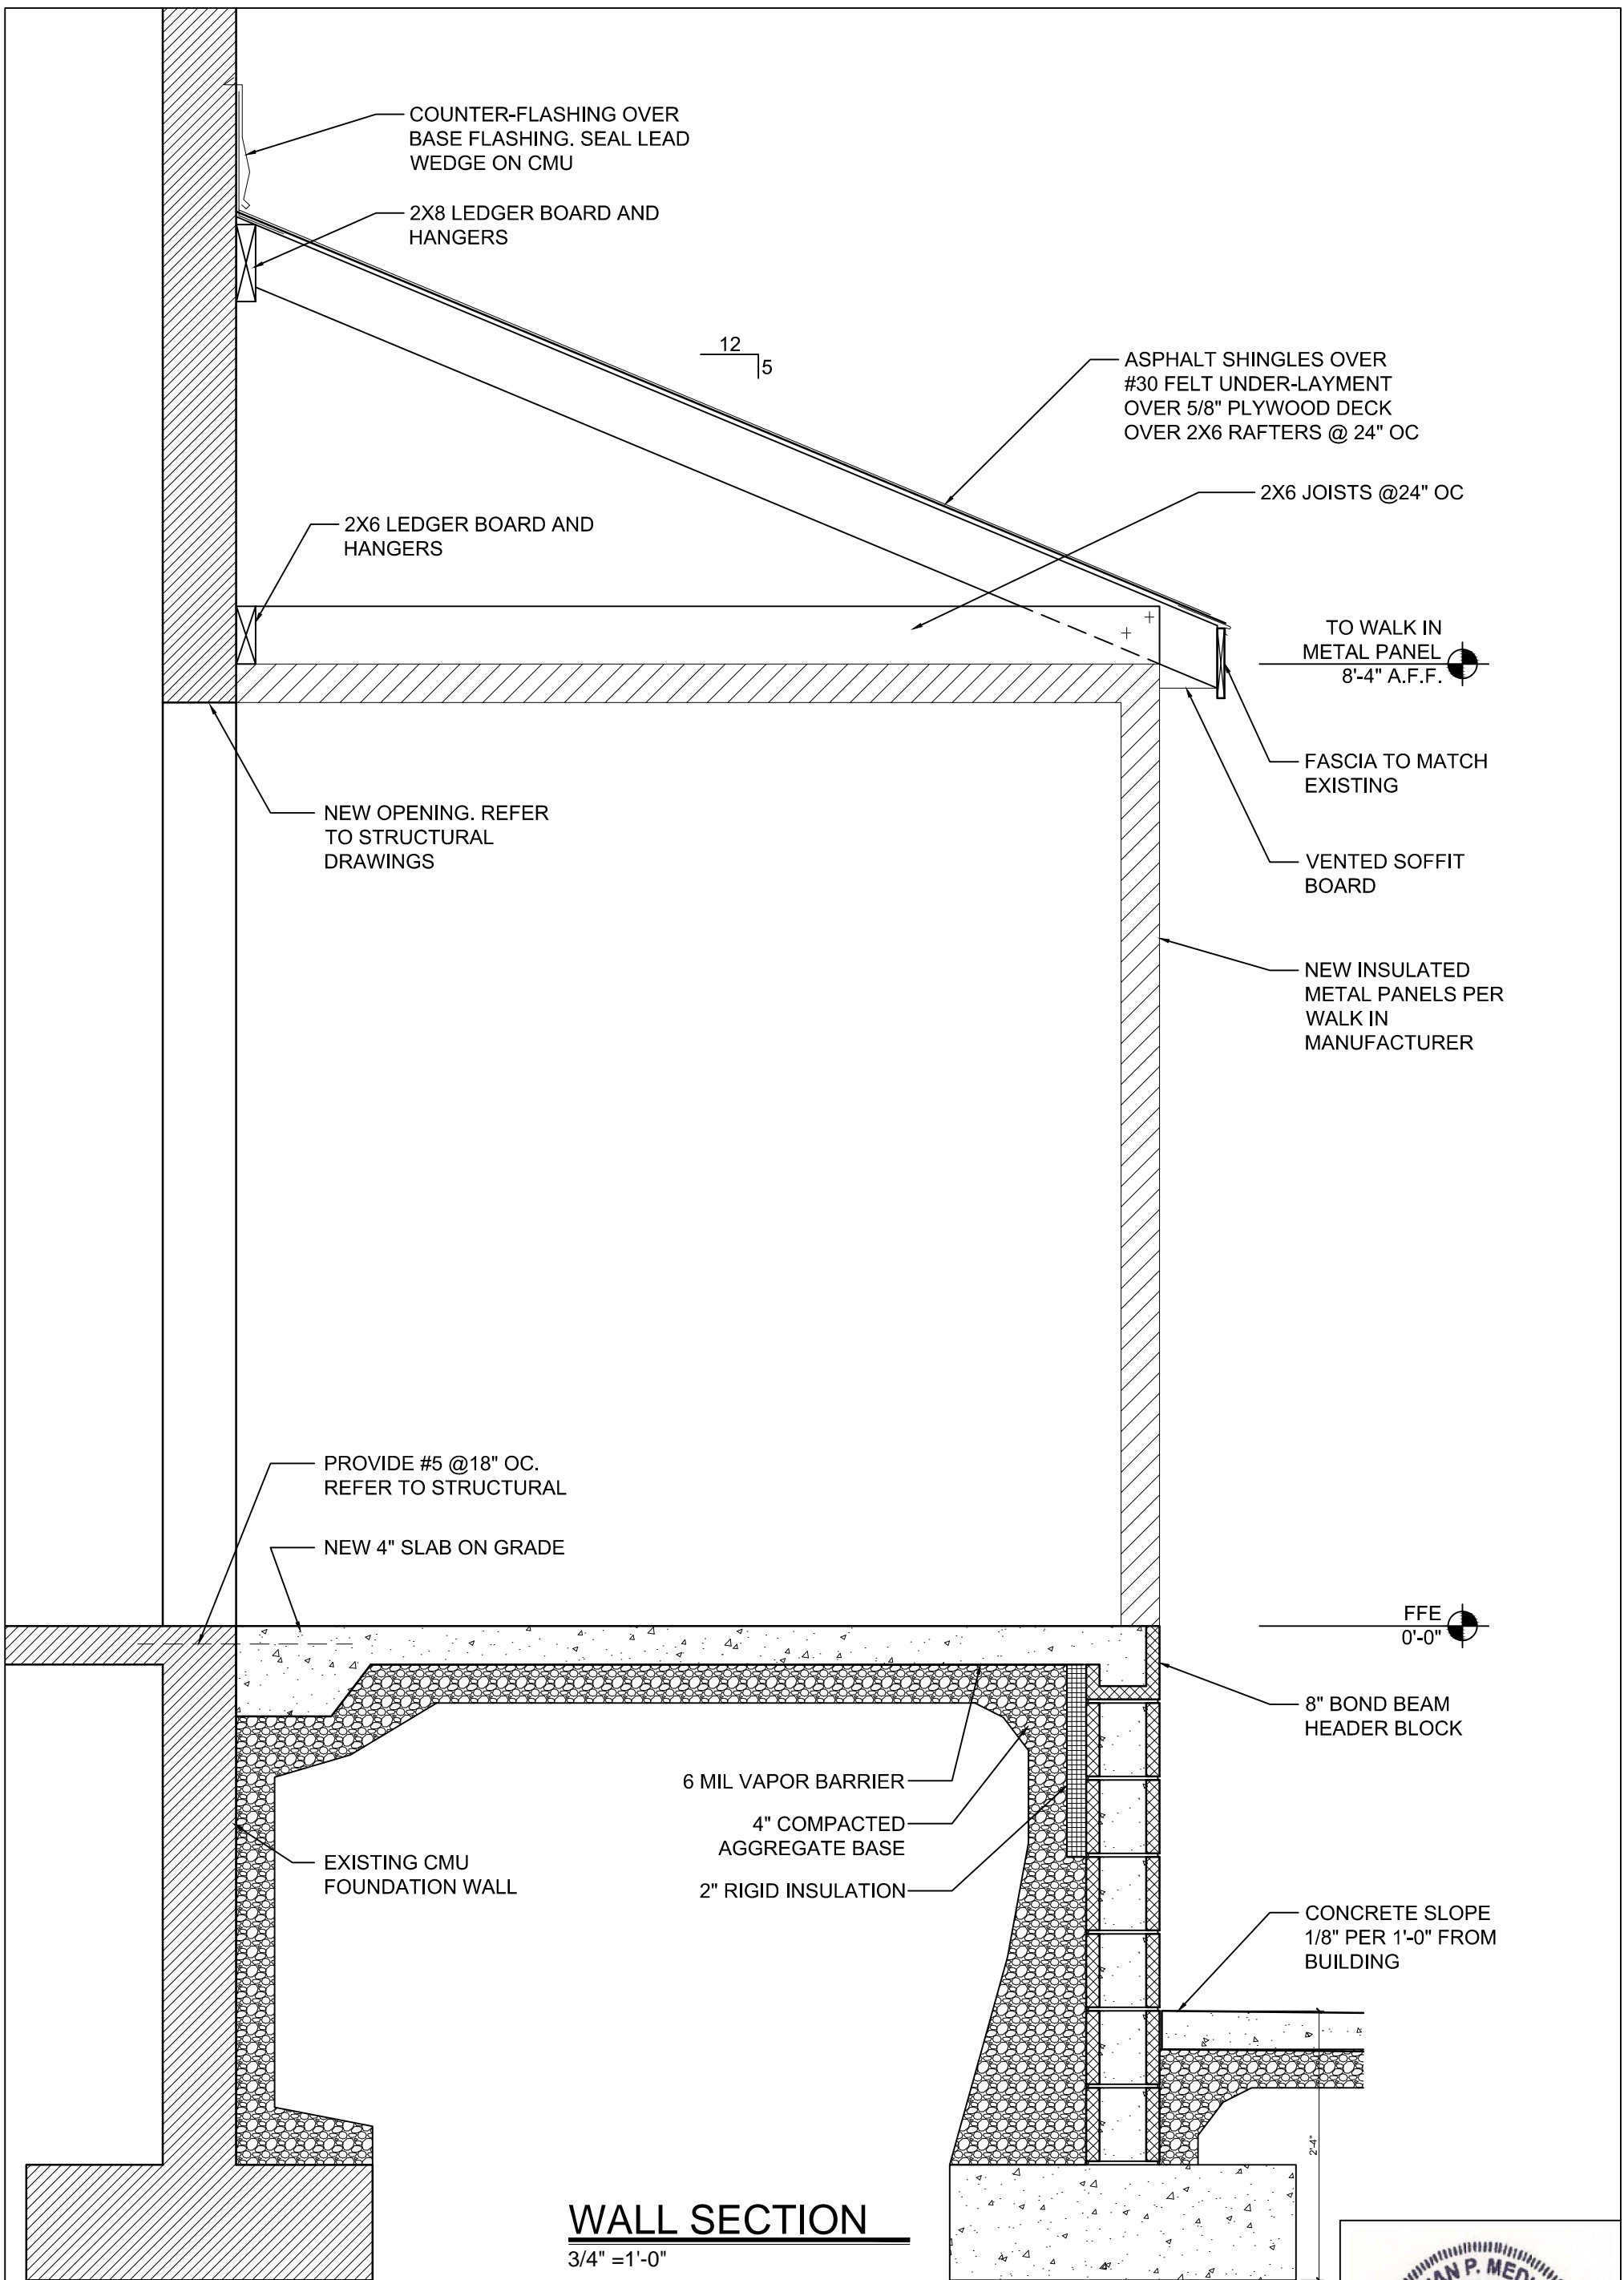 COUNTER-FLASHING OVER
BASE FLASHING. SEAL LEAD
WEDGE ON CMU
2X8 LEDGER BOARD AND
HANGERS
12
5
ASPHALT SHINGLES OVER
#30 FELT UNDER-LAYMENT
OVER 5/8" PLYWOOD DECK
OVER 2X6 RAFTERS @ 24" OC
2X6 JOISTS @24" OC
2X6 LEDGER BOARD AND
HANGERS
TO WALK IN
METAL PANEL
8'-4" A.F.F.
FASCIA TO MATCH
EXISTING
NEW OPENING. REFER
TO STRUCTURAL
DRAWINGS
VENTED SOFFIT
BOARD
NEW INSULATED
METAL PANELS PER
WALK IN
MANUFACTURER
PROVIDE #5 @18" OC.
REFER TO STRUCTURAL
NEW 4" SLAB ON GRADE
FFE
0'-0"
8" BOND BEAM
HEADER BLOCK
6 MIL VAPOR BARRIER
4" COMPACTED
AGGREGATE BASE
2" RIGID INSULATION
EXISTING CMU
FOUNDATION WALL
CONCRETE SLOPE
1/8" PER 1'-0" FROM
BUILDING
2'-4"
WALL SECTION
3/4" =1'-0"
P.